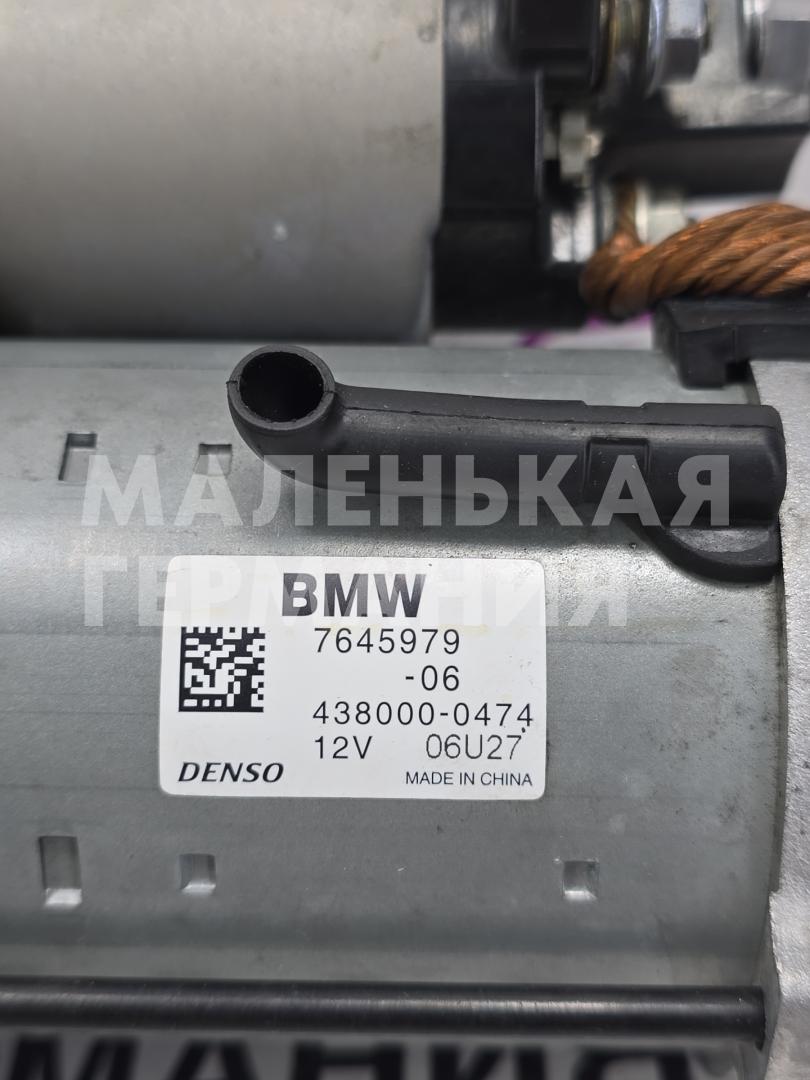 МАЛЕНЬКАЯ
ГЕРМАНИЯ
BMW
7645979
-06
438000-0474
12V 06U27
DENSO MADE IN CHINA